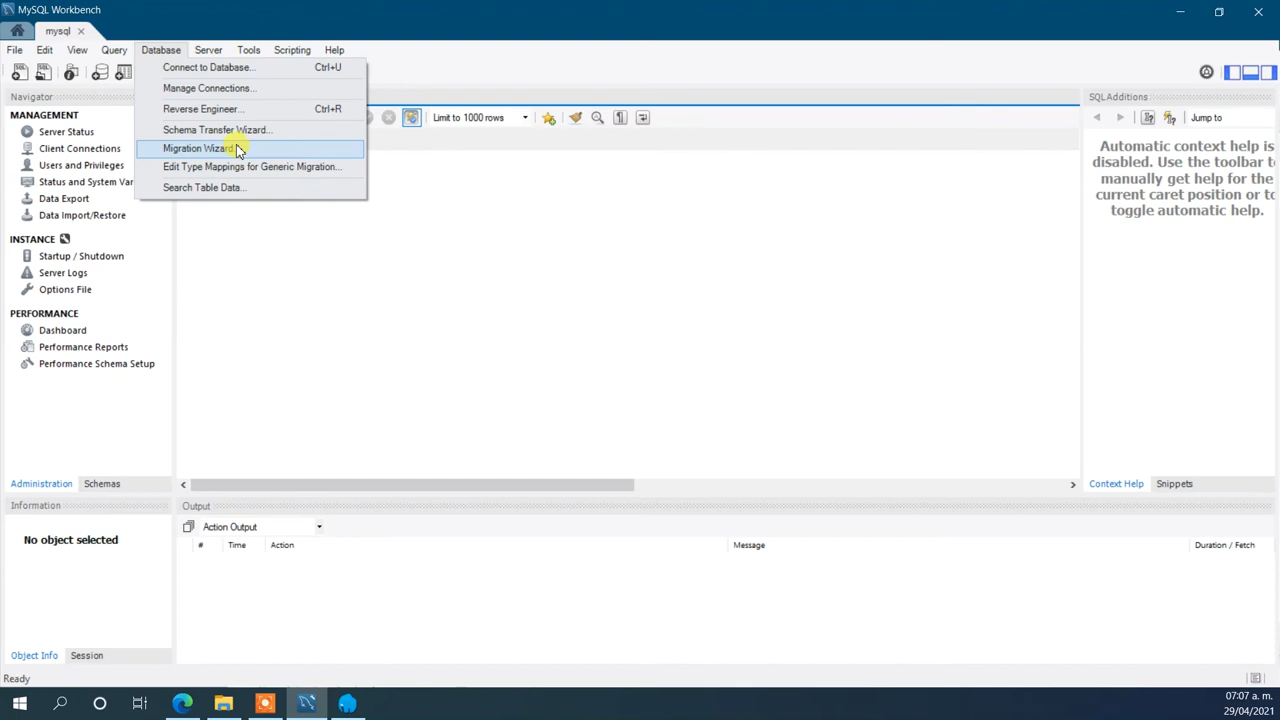 MySQL Workbench
mysql
File Edit View Query Database Server Tools Scripting Help
Connect to Database... Ctrl+U
Manage Connections...
Reverse Engineer... Ctrl+R
Schema Transfer Wizard...
Migration Wizard
Edit Type Mappings for Generic Migration...
Search Table Data...
Limit to 1000 rows
Navigator
MANAGEMENT
Server Status
Client Connections
Users and Privileges
Status and System Var
Data Export
Data Import/Restore
INSTANCE
Startup / Shutdown
Server Logs
Options File
PERFORMANCE
Dashboard
Performance Reports
Performance Schema Setup
Administration Schemas
Information
No object selected
Object Info Session
SQLAdditions
Jump to
Automatic context help is
disabled. Use the toolbar to
manually get help for the
current caret position or to
toggle automatic help.
Context Help Snippets
Output
Action Output
# Time Action Message Duration / Fetch
Ready
07:07 a. m.
29/04/2021